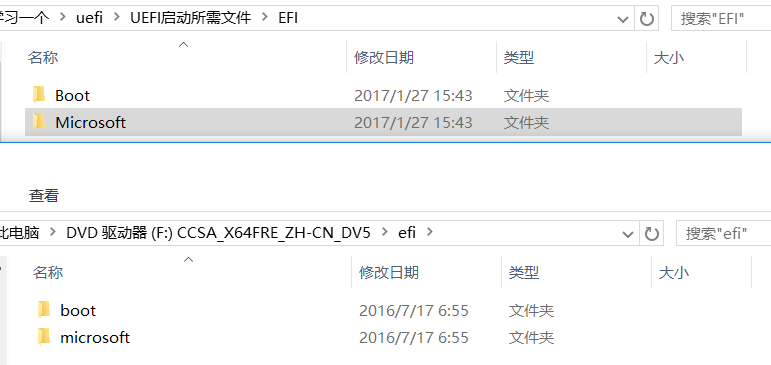 学习一个 > uefi > UEFI启动所需文件 > EFI 搜索"EFI"
名称 修改日期 类型 大小
Boot 2017/1/27 15:43 文件夹
Microsoft 2017/1/27 15:43 文件夹
查看
此电脑 > DVD 驱动器 (F:) CCSA_X64FRE_ZH-CN_DV5 > efi > 搜索"efi"
名称 修改日期 类型 大小
boot 2016/7/17 6:55 文件夹
microsoft 2016/7/17 6:55 文件夹